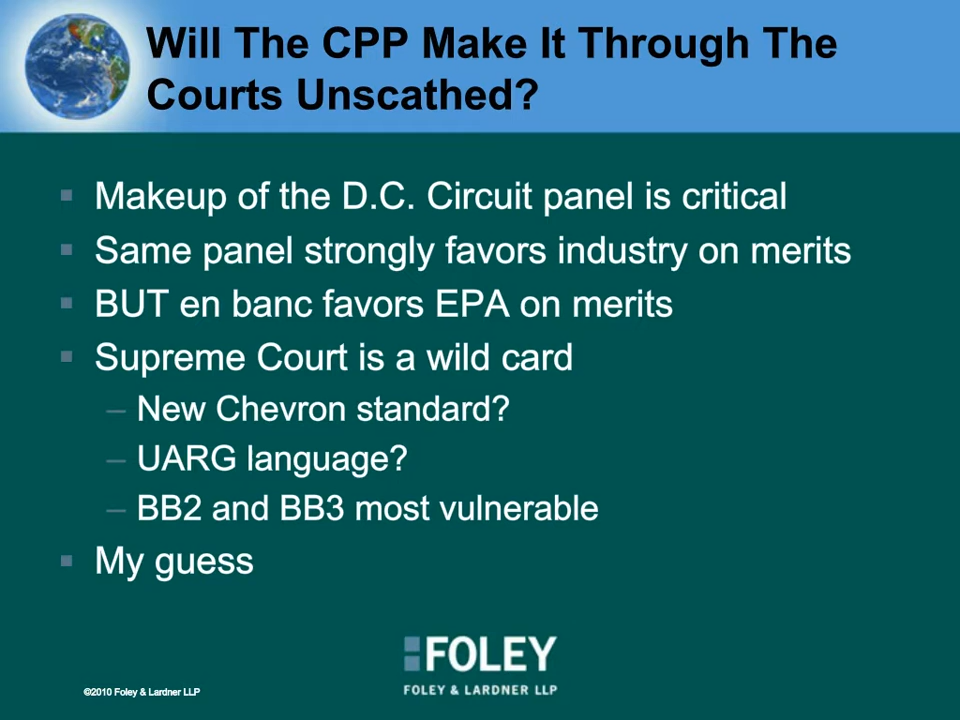 Will The CPP Make It Through The
Courts Unscathed?
Makeup of the D.C. Circuit panel is critical
Same panel strongly favors industry on merits
BUT en banc favors EPA on merits
Supreme Court is a wild card
– New Chevron standard?
– UARG language?
– BB2 and BB3 most vulnerable
My guess
FOLEY
FOLEY & LARDNER LLP
©2010 Foley & Lardner LLP